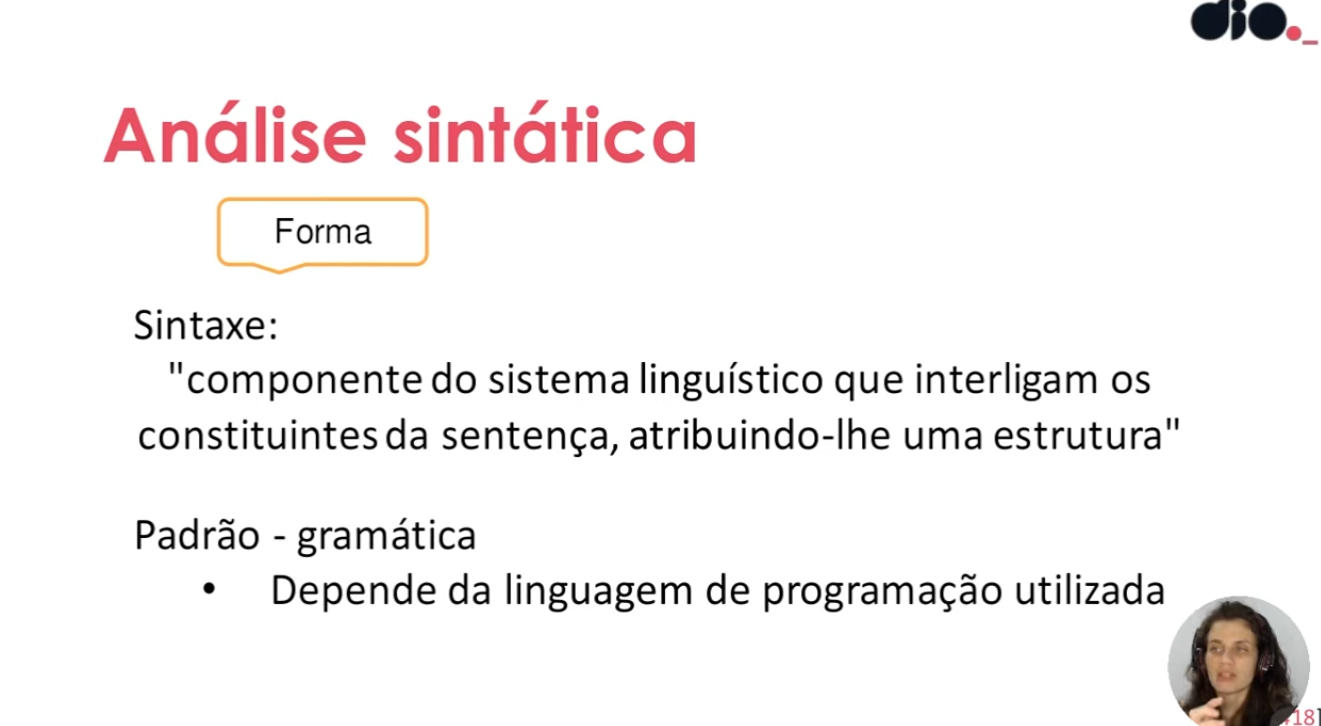 dio._
Análise sintática
Forma
Sintaxe:
"componente do sistema linguístico que interligam os
constituintes da sentença, atribuindo-lhe uma estrutura"
Padrão - gramática
• Depende da linguagem de programação utilizada